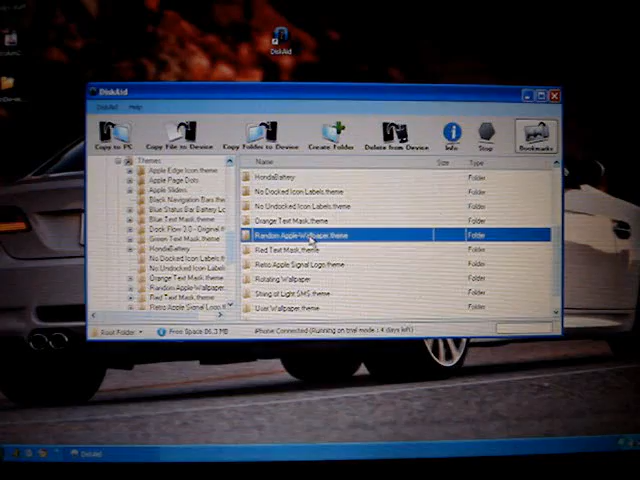 DiskAid
DiskAid
DiskAid Help
Copy to PC Copy File to Device Copy Folder to Device Create Folder Delete from Device Info Stop Bookmarks
Themes
Apple Edge Icon.theme
Apple Page Dots
Apple Sliders
Black Navigation Bars.the
Blue Status Bar Battery Lo
Blue Text Mask.theme
Dock Flow 3.0 - Original
Green Text Mask.theme
HondaBattery
No Docked Icon Labels.th
No Undocked Icon Labels
Orange Text Mask.theme
Random Apple Wallpaper
Red Text Mask.theme
Retro Apple Signal Logo.t
Name Size Type
HondaBattery Folder
No Docked Icon Labels.theme Folder
No Undocked Icon Labels.theme Folder
Orange Text Mask.theme Folder
Random Apple Wallpaper.theme Folder
Red Text Mask.theme Folder
Retro Apple Signal Logo.theme Folder
Rotating Wallpaper Folder
String of Light SMS.theme Folder
User Wallpaper.theme Folder
Root Folder Free Space 86.3 MB iPhone Connected (Running on trial mode : 4 days left)
DiskAid